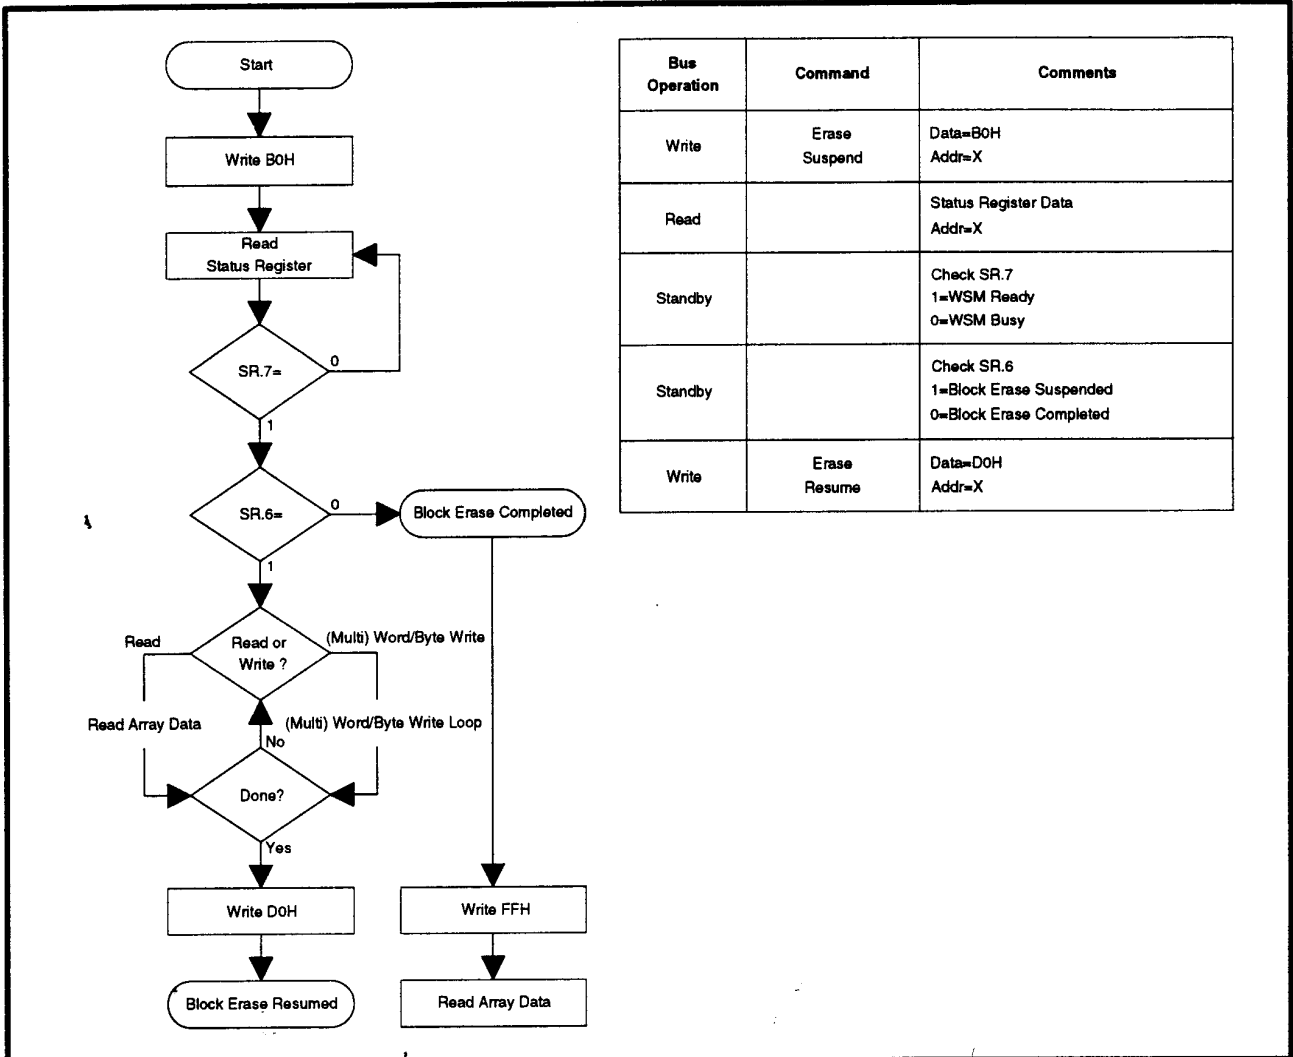 Start
Write B0H
Read
Status Register
SR.7=
0
1
SR.6=
0
Block Erase Completed
1
Read or
Write ?
Read
(Multi) Word/Byte Write
Read Array Data
(Multi) Word/Byte Write Loop
No
Done?
Yes
Write D0H
Write FFH
Block Erase Resumed
Read Array Data
Bus
Operation
Command
Comments
Write
Erase
Suspend
Data=B0H
Addr=X
Read
Status Register Data
Addr=X
Standby
Check SR.7
1=WSM Ready
0=WSM Busy
Standby
Check SR.6
1=Block Erase Suspended
0=Block Erase Completed
Write
Erase
Resume
Data=D0H
Addr=X